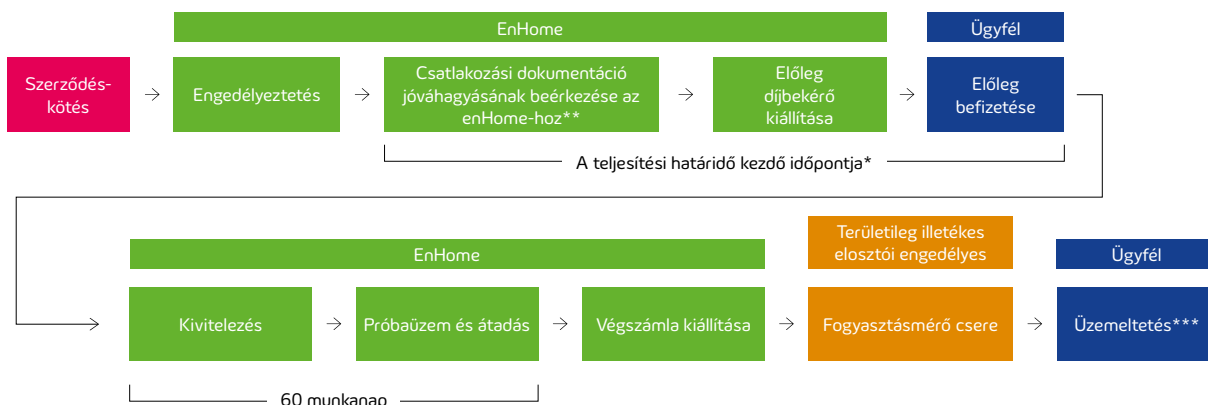 EnHome
Ügyfél
Szerződés-
kötés
Engedélyeztetés
Csatlakozási dokumentáció
jóváhagyásának beérkezése az
enHome-hoz**
Előleg
díjbekérő
kiállítása
Előleg
befizetése
A teljesítési határidő kezdő időpontja*
EnHome
Területileg illetékes
elosztói engedélyes
Ügyfél
Kivitelezés
Próbaüzem és átadás
Végszámla kiállítása
Fogyasztásmérő csere
Üzemeltetés***
60 munkanap